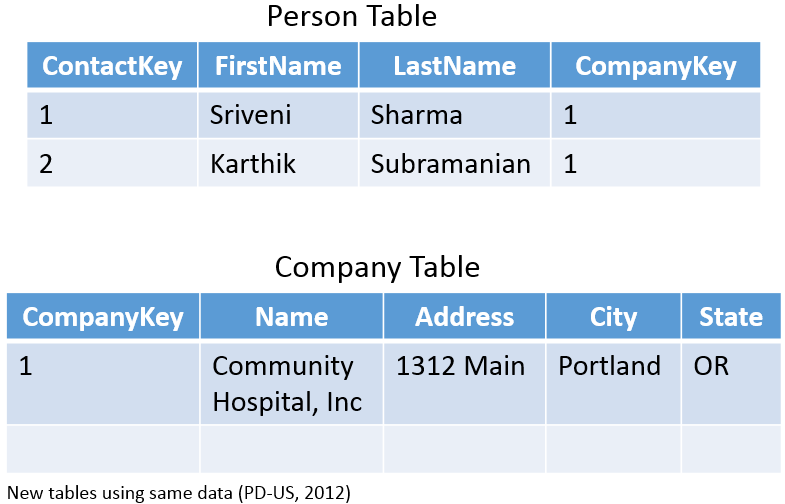 Person Table
ContactKey FirstName LastName CompanyKey
1 Sriveni Sharma 1
2 Karthik Subramanian 1
Company Table
CompanyKey Name Address City State
1 Community 1312 Main Portland OR
Hospital, Inc
New tables using same data (PD-US, 2012)